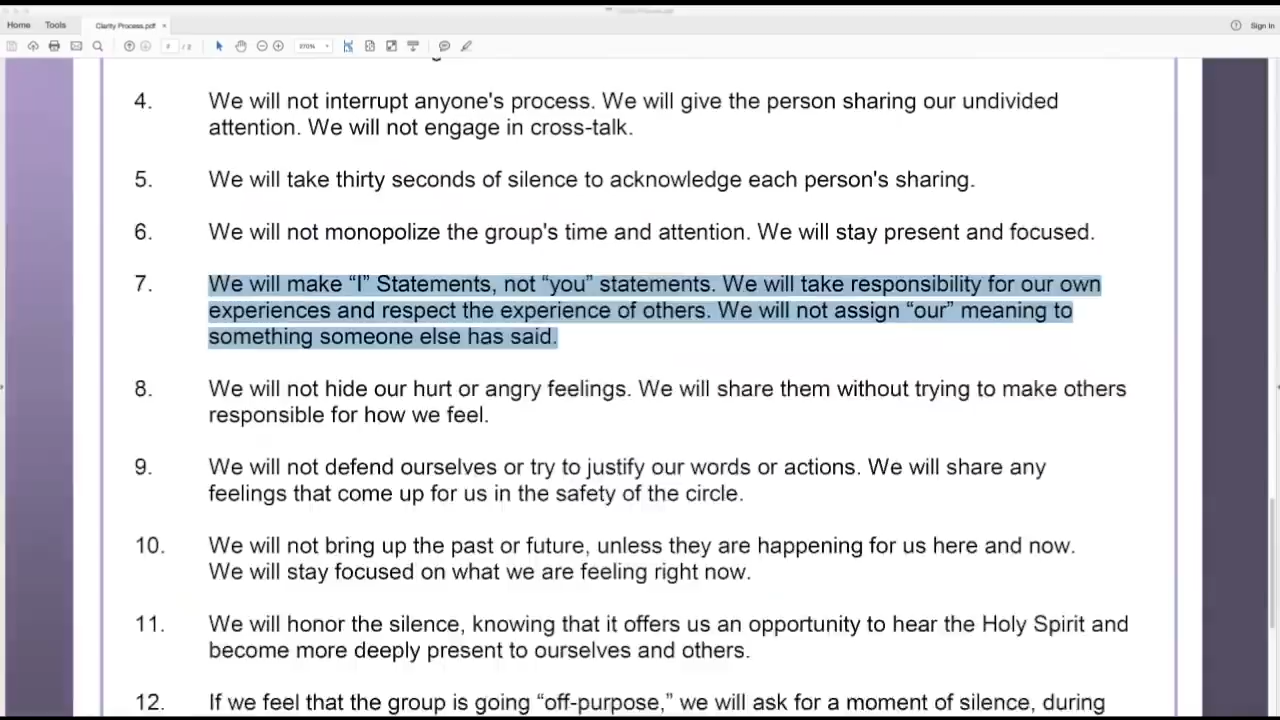 Home Tools Clarity Process.pdf × Sign In
/ 2
4. We will not interrupt anyone's process. We will give the person sharing our undivided
attention. We will not engage in cross-talk.
5. We will take thirty seconds of silence to acknowledge each person's sharing.
6. We will not monopolize the group's time and attention. We will stay present and focused.
7. We will make “I” Statements, not “you” statements. We will take responsibility for our own
experiences and respect the experience of others. We will not assign “our” meaning to
something someone else has said.
8. We will not hide our hurt or angry feelings. We will share them without trying to make others
responsible for how we feel.
9. We will not defend ourselves or try to justify our words or actions. We will share any
feelings that come up for us in the safety of the circle.
10. We will not bring up the past or future, unless they are happening for us here and now.
We will stay focused on what we are feeling right now.
11. We will honor the silence, knowing that it offers us an opportunity to hear the Holy Spirit and
become more deeply present to ourselves and others.
12. If we feel that the group is going “off-purpose,” we will ask for a moment of silence, during